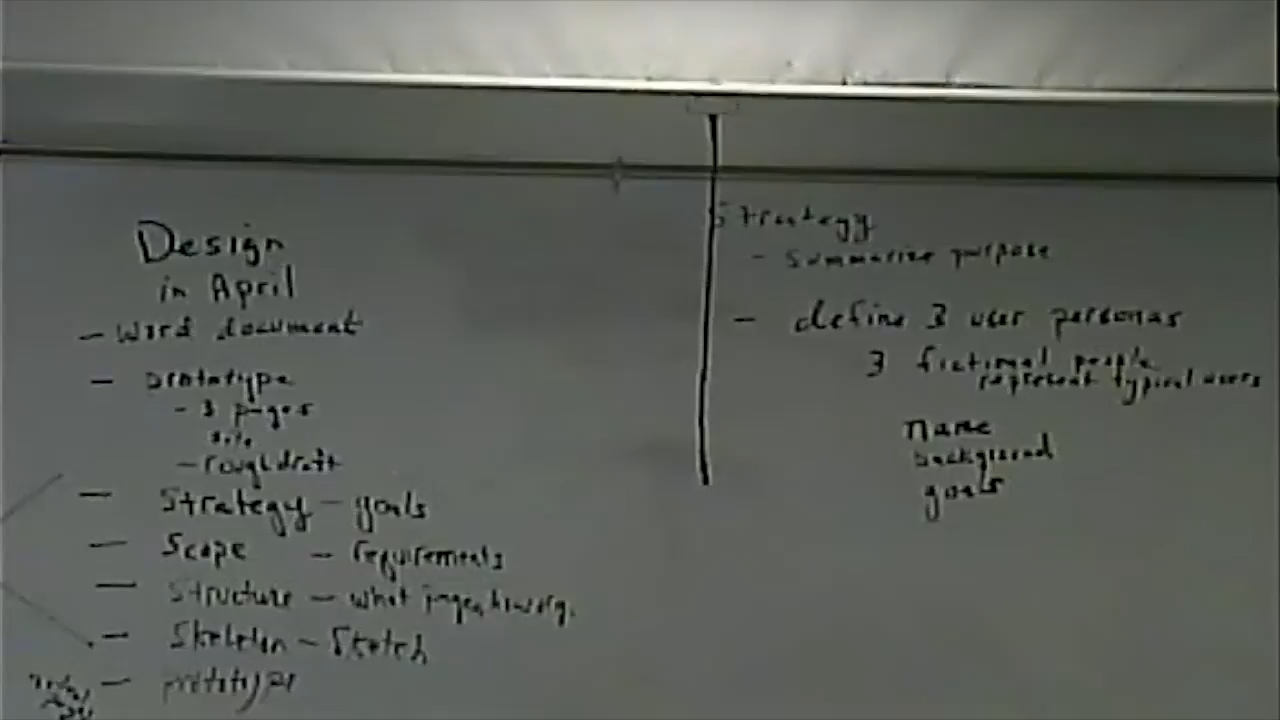 Design
in April
- Word document
- prototype
- 3 pages
- rough draft
- Strategy - goals
- Scope - requirements
- Structure - what pages, how org.
- Skeleton - Sketch
- prototype
Strategy
- Summarize purpose
- define 3 user personas
3 fictional people
represent typical users
name
background
goals